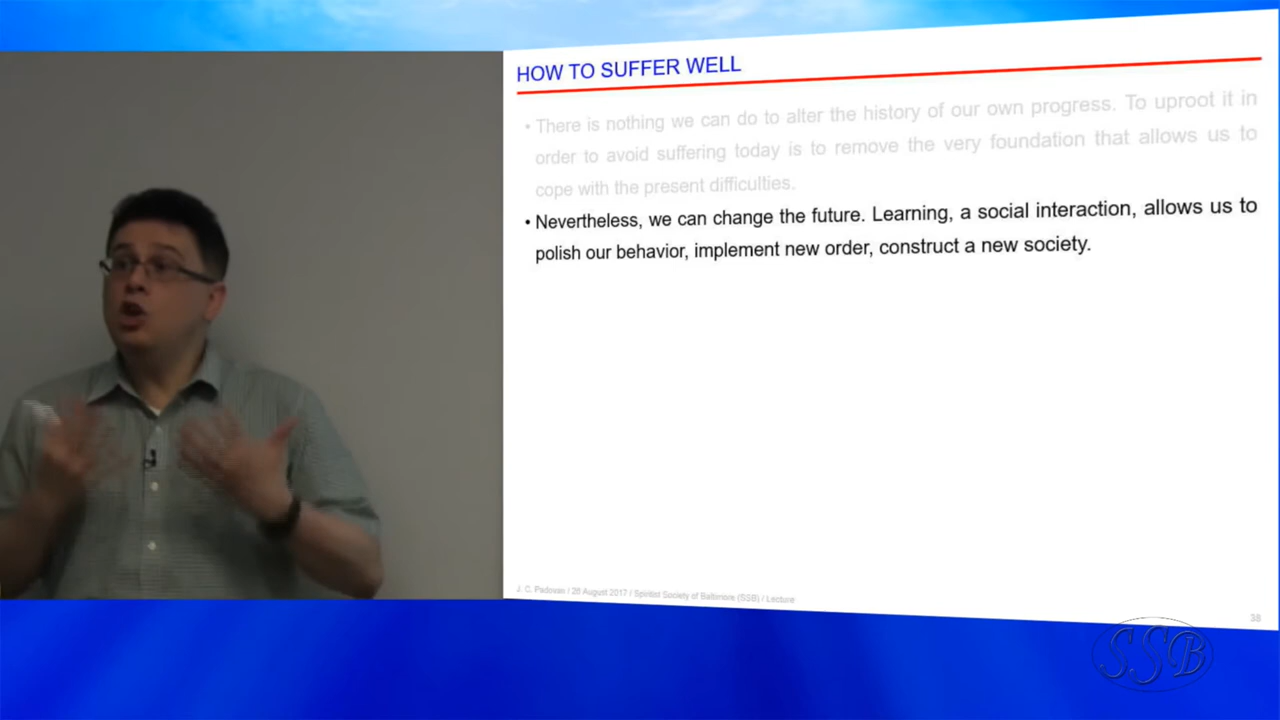 HOW TO SUFFER WELL
• There is nothing we can do to alter the history of our own progress. To uproot it in
order to avoid suffering today is to remove the very foundation that allows us to
cope with the present difficulties.
• Nevertheless, we can change the future. Learning, a social interaction, allows us to
polish our behavior, implement new order, construct a new society.
J. C. / 28 August 2017 / Spiritist Society of Baltimore (SSB) / Lecture
38
SSB